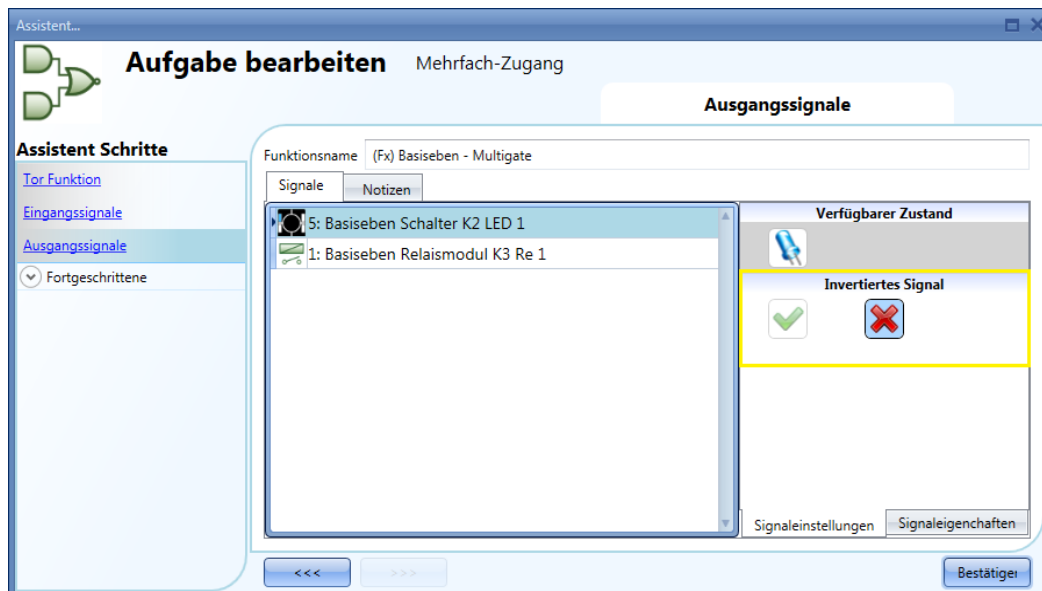 Assistent...
Aufgabe bearbeiten Mehrfach-Zugang
Ausgangssignale
Assistent Schritte
Tor Funktion
Eingangssignale
Ausgangssignale
Fortgeschrittene
Funktionsname (Fx) Basiseben - Multigate
Signale Notizen
5: Basiseben Schalter K2 LED 1
1: Basiseben Relaismodul K3 Re 1
Verfügbarer Zustand
Invertiertes Signal
Signaleinstellungen Signaleigenchaften
<<< >>> Bestätiger